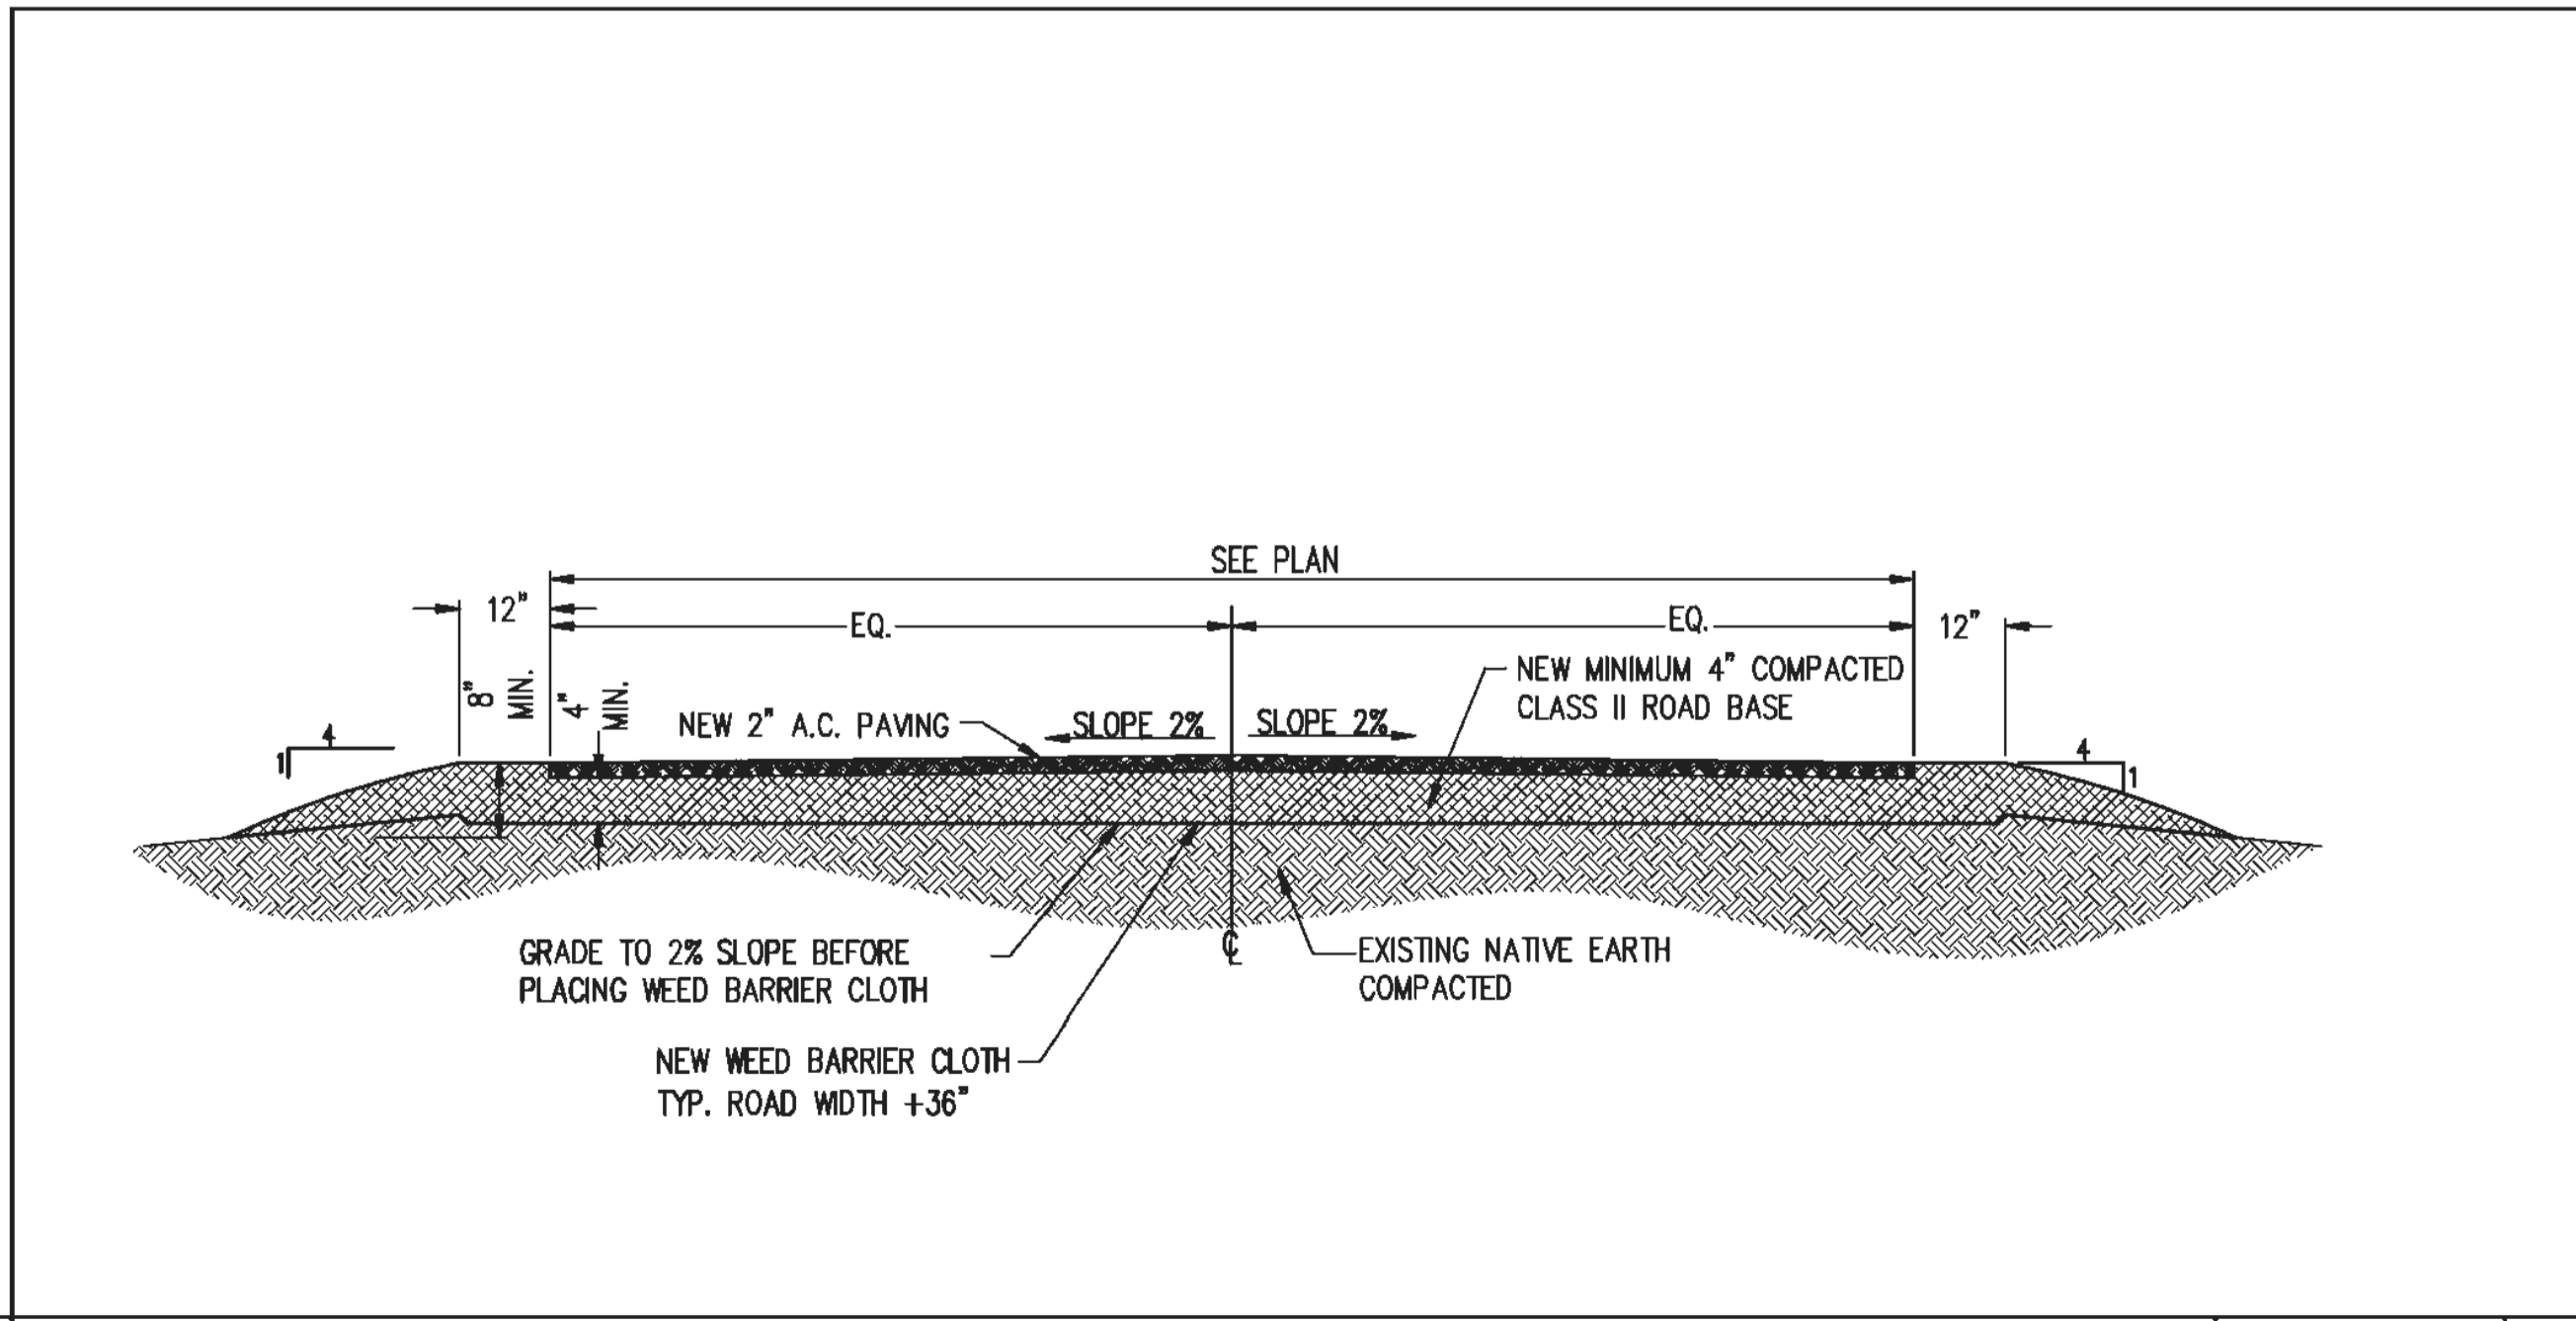 SEE PLAN
12"
EQ.
EQ.
12"
8"
MIN.
4"
MIN.
NEW MINIMUM 4" COMPACTED
CLASS II ROAD BASE
NEW 2" A.C. PAVING
SLOPE 2%
SLOPE 2%
4
1
4
1
GRADE TO 2% SLOPE BEFORE
PLACING WEED BARRIER CLOTH
℄
EXISTING NATIVE EARTH
COMPACTED
NEW WEED BARRIER CLOTH
TYP. ROAD WIDTH +36"